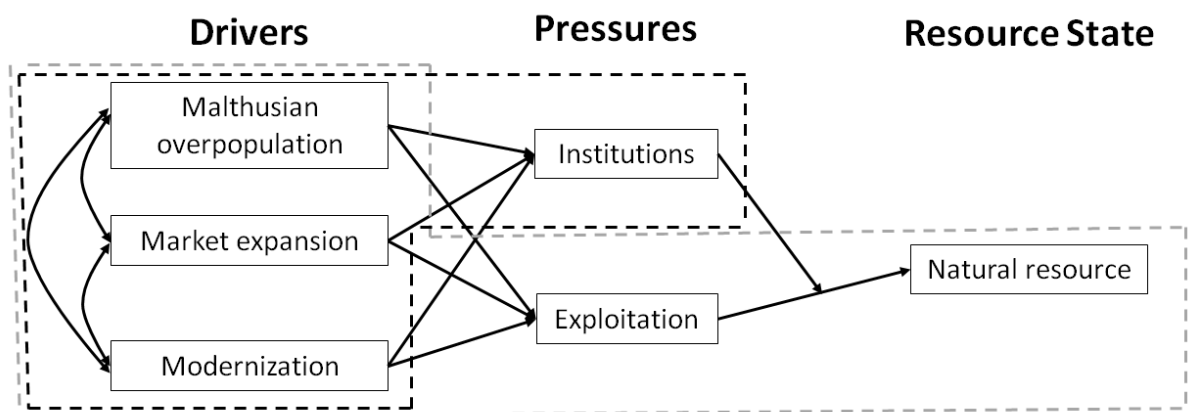 Drivers
Pressures
Resource State
Malthusian
overpopulation
Institutions
Market expansion
Natural resource
Exploitation
Modernization